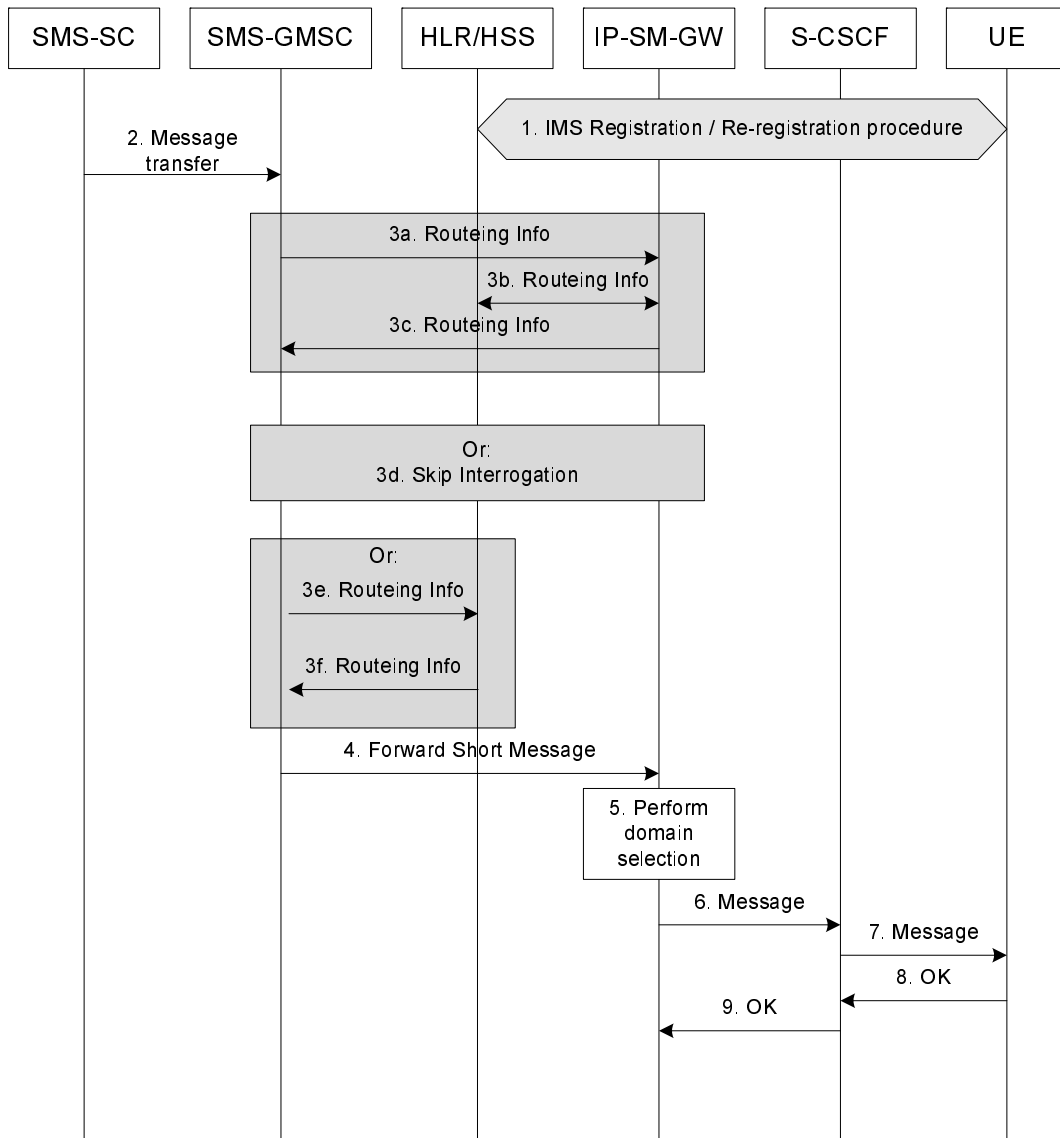 SMS-SC
SMS-GMSC
HLR/HSS
IP-SM-GW
S-CSCF
UE
1. IMS Registration / Re-registration procedure
2. Message
transfer
3a. Routeing Info
3b. Routeing Info
3c. Routeing Info
Or:
3d. Skip Interrogation
Or:
3e. Routeing Info
3f. Routeing Info
4. Forward Short Message
5. Perform
domain
selection
6. Message
7. Message
8. OK
9. OK